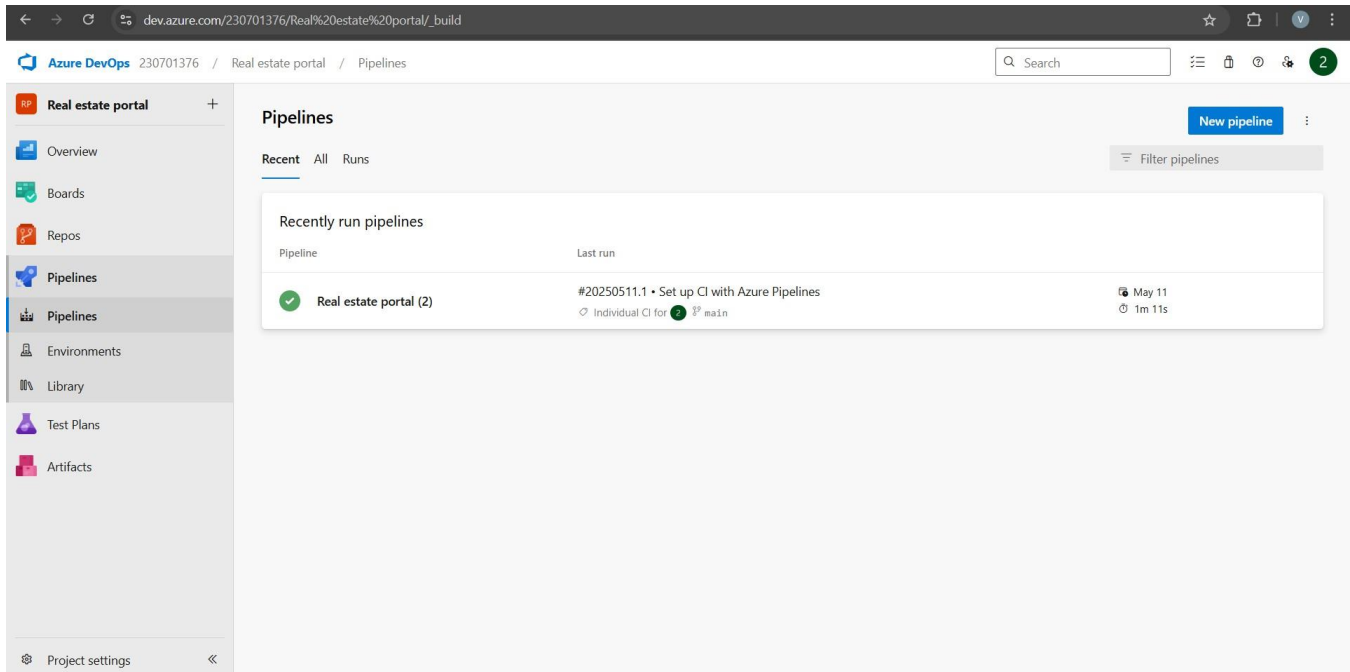 dev.azure.com/230701376/Real%20estate%20portal/_build
V
Azure DevOps 230701376 / Real estate portal / Pipelines
Search
2
RP Real estate portal +
Overview
Boards
Repos
Pipelines
Pipelines
Environments
Library
Test Plans
Artifacts
Project settings
Pipelines
New pipeline
Recent All Runs
Filter pipelines
Recently run pipelines
Pipeline Last run
Real estate portal (2)
#20250511.1 • Set up CI with Azure Pipelines
Individual CI for 2 main
May 11
1m 11s